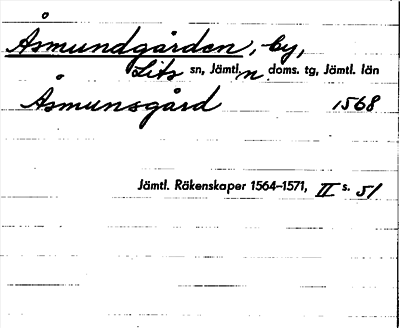 Åsmundgården, by,
Lits sn, Jämtl. n. doms. tg, Jämtl. län
Åsmunsgård 1568
Jämtl. Räkenskaper 1564–1571, II s. 51